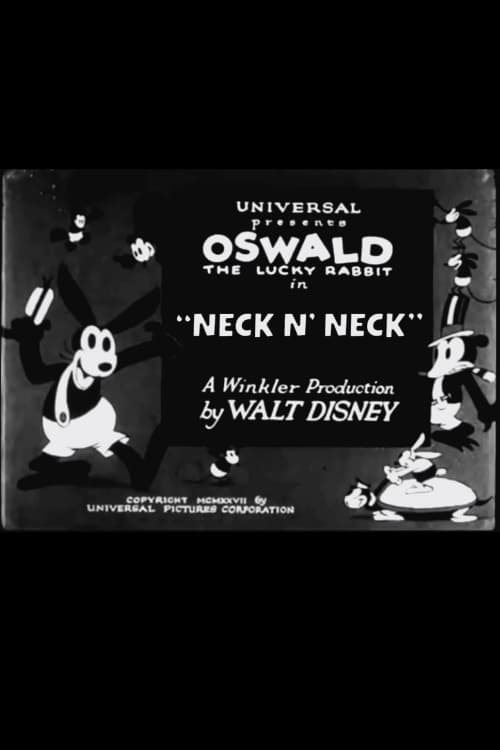 UNIVERSAL
presents
OSWALD
THE LUCKY RABBIT
in
"NECK N' NECK"
A Winkler Production
by WALT DISNEY
COPYRIGHT MCMXXVII by
UNIVERSAL PICTURES CORPORATION